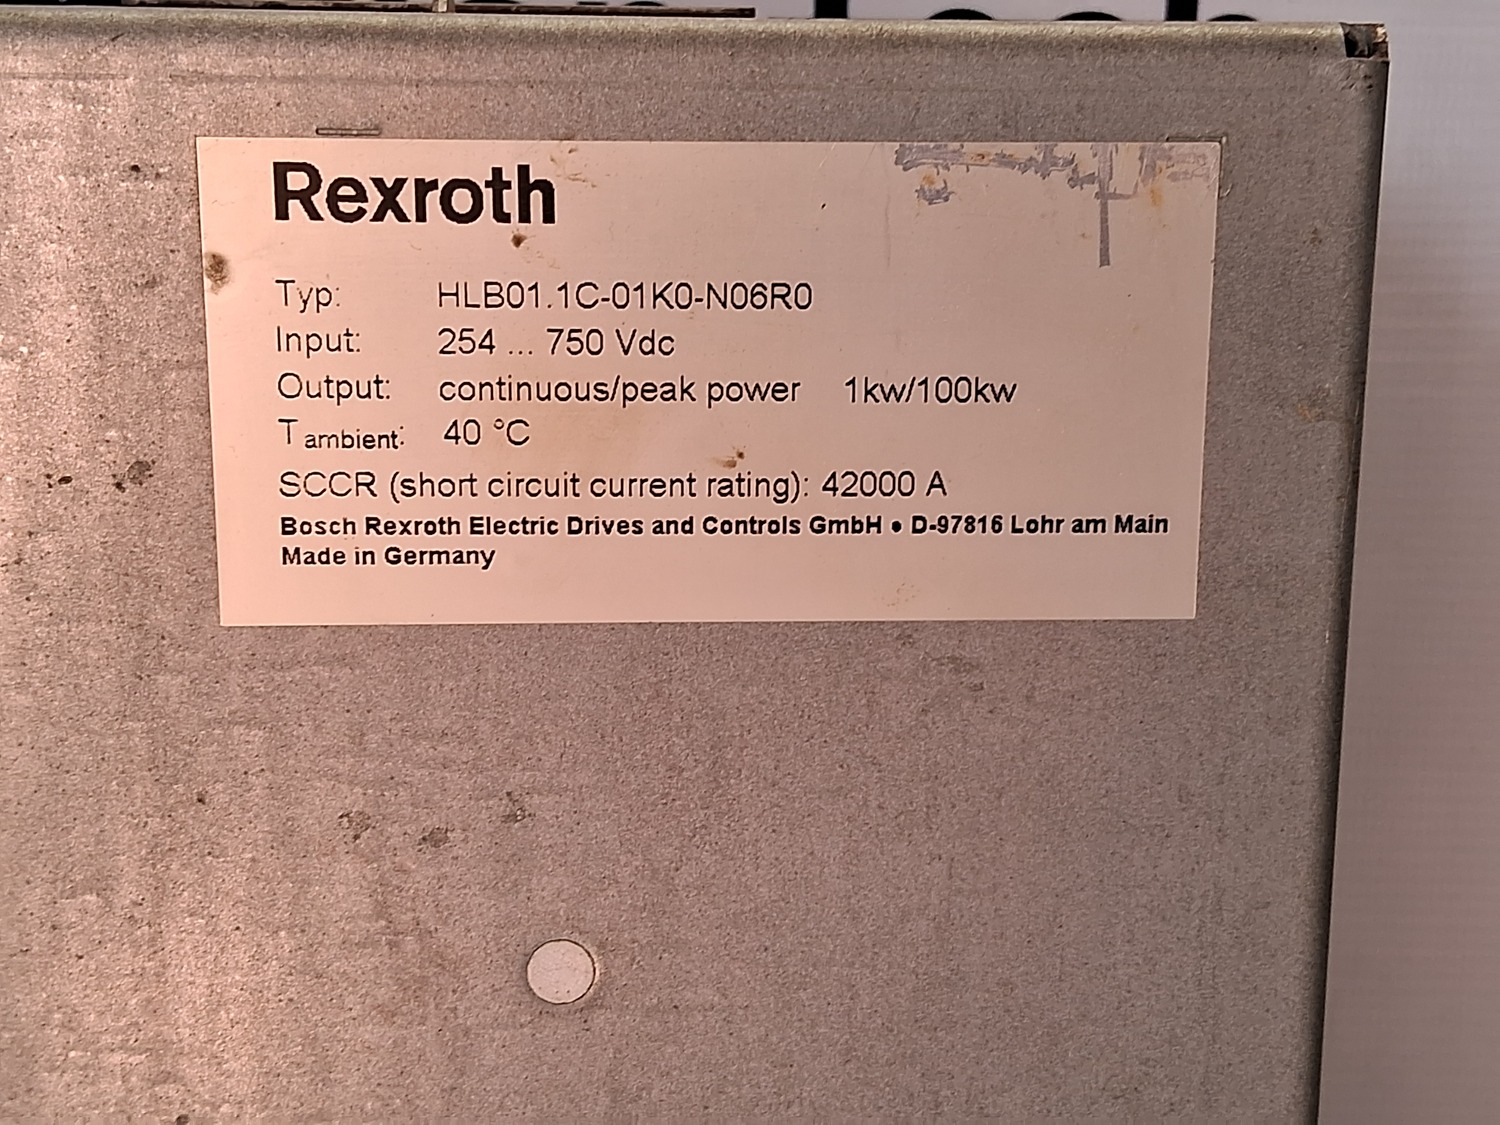 Rexroth
Typ: HLB01.1C-01K0-N06R0
Input: 254 ... 750 Vdc
Output: continuous/peak power 1kw/100kw
T ambient: 40 °C
SCCR (short circuit current rating): 42000 A
Bosch Rexroth Electric Drives and Controls GmbH • D-97816 Lohr am Main
Made in Germany